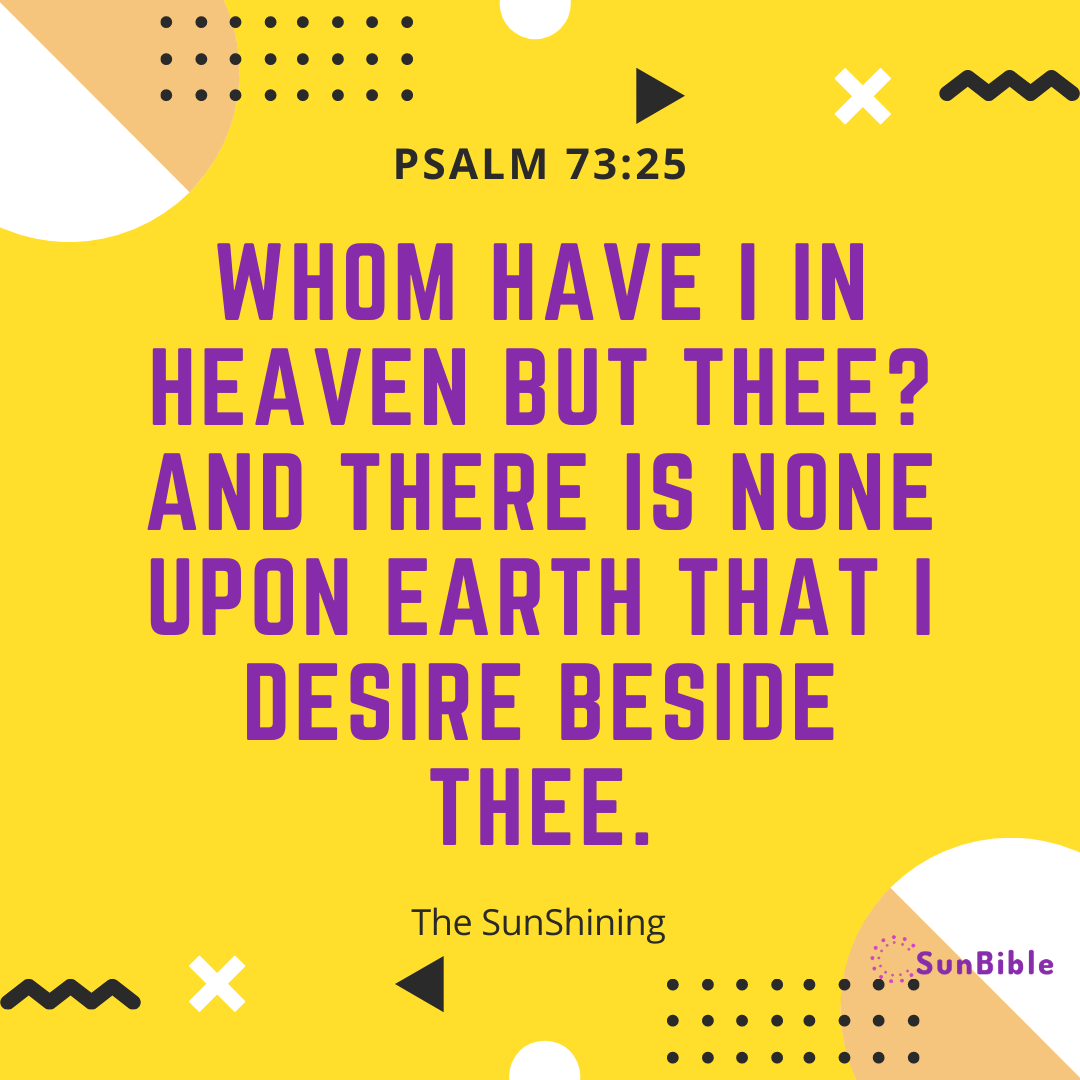 PSALM 73:25
WHOM HAVE I IN
HEAVEN BUT THEE?
AND THERE IS NONE
UPON EARTH THAT I
DESIRE BESIDE
THEE.
The SunShining
SunBible